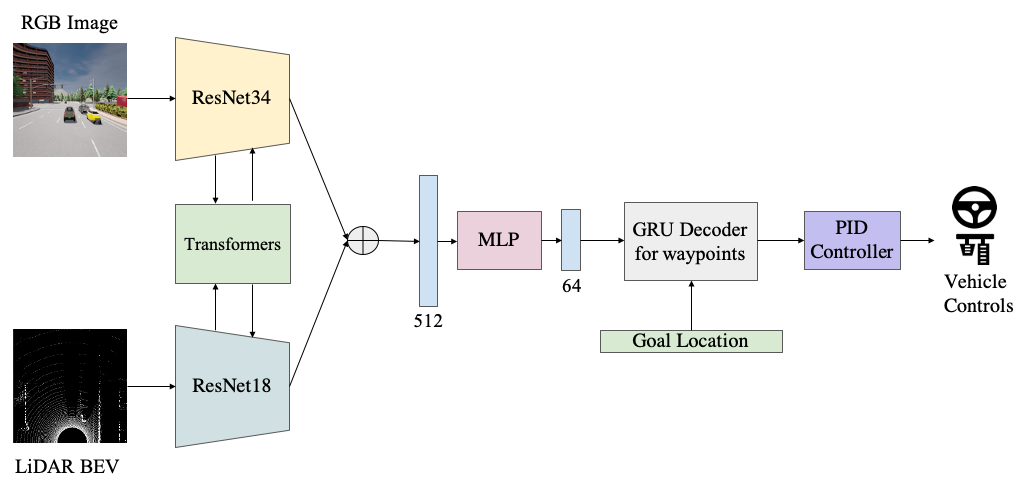 RGB Image
ResNet34
Transformers
ResNet18
LiDAR BEV
512
MLP
64
GRU Decoder
for waypoints
Goal Location
PID
Controller
Vehicle
Controls